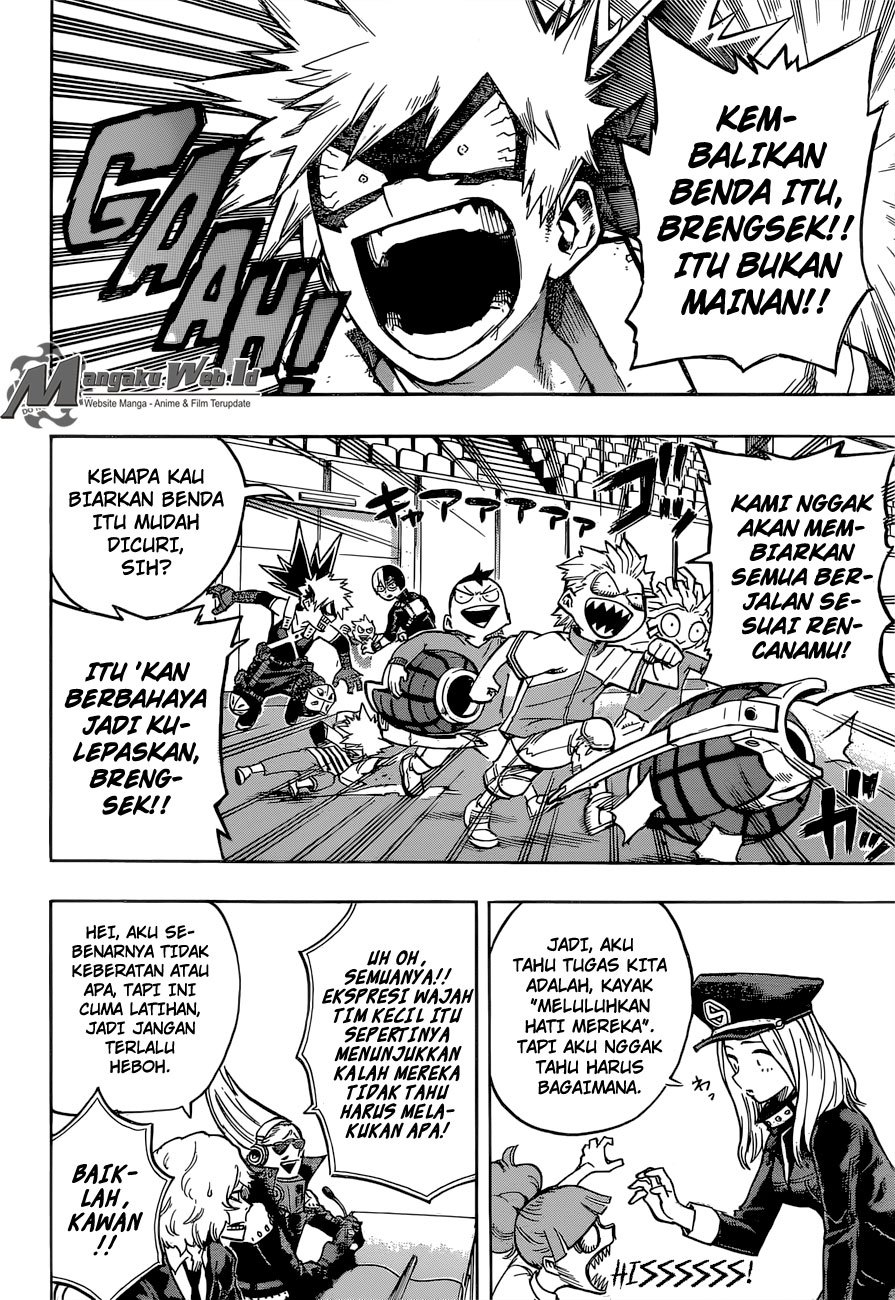 KEM-
BALIKAN
BENDA ITU,
BRENGSEK!!
ITU BUKAN
MAINAN!!
GAAAH!
Mangaku.Web.Id
Website Manga - Anime & Film Terupdate
KAMI NGGAK
AKAN MEM-
BIARKAN
SEMUA BER-
JALAN SE-
SUAI REN-
CANAMU!
ギャアアアアア
ガガ
KENAPA KAU
BIARKAN BENDA
ITU MUDAH
DICURI,
SIH?
ITU 'KAN
BERBAHAYA
JADI KU-
LEPASKAN,
BRENG-
SEK!!
JADI, AKU
TAHU TUGAS KITA
ADALAH, KAYAK
"MELULUHKAN
HATI MEREKA".
TAPI AKU NGGAK
TAHU HARUS
BAGAIMANA.
HISSSSSS!
UH OH,
SEMUANYA!!
EKSPRESI WAJAH
TIM KECIL ITU
SEPERTINYA
MENUNJUKKAN
KALAH MEREKA
TIDAK TAHU
HARUS MELA-
KUKAN APA!
HEI, AKU SE-
BENARNYA TIDAK
KEBERATAN ATAU
APA, TAPI INI
CUMA LATIHAN,
JADI JANGAN
TERLALU
HEBOH.
BAIK-
LAH,
KAWAN
!!